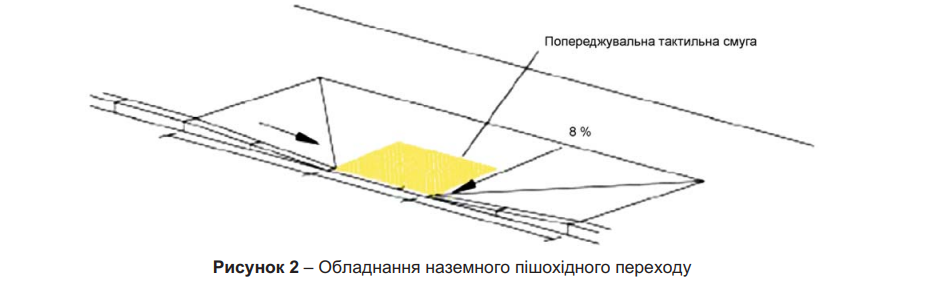 Попереджувальна тактильна смуга
8 %
Рисунок 2 – Обладнання наземного пішохідного переходу